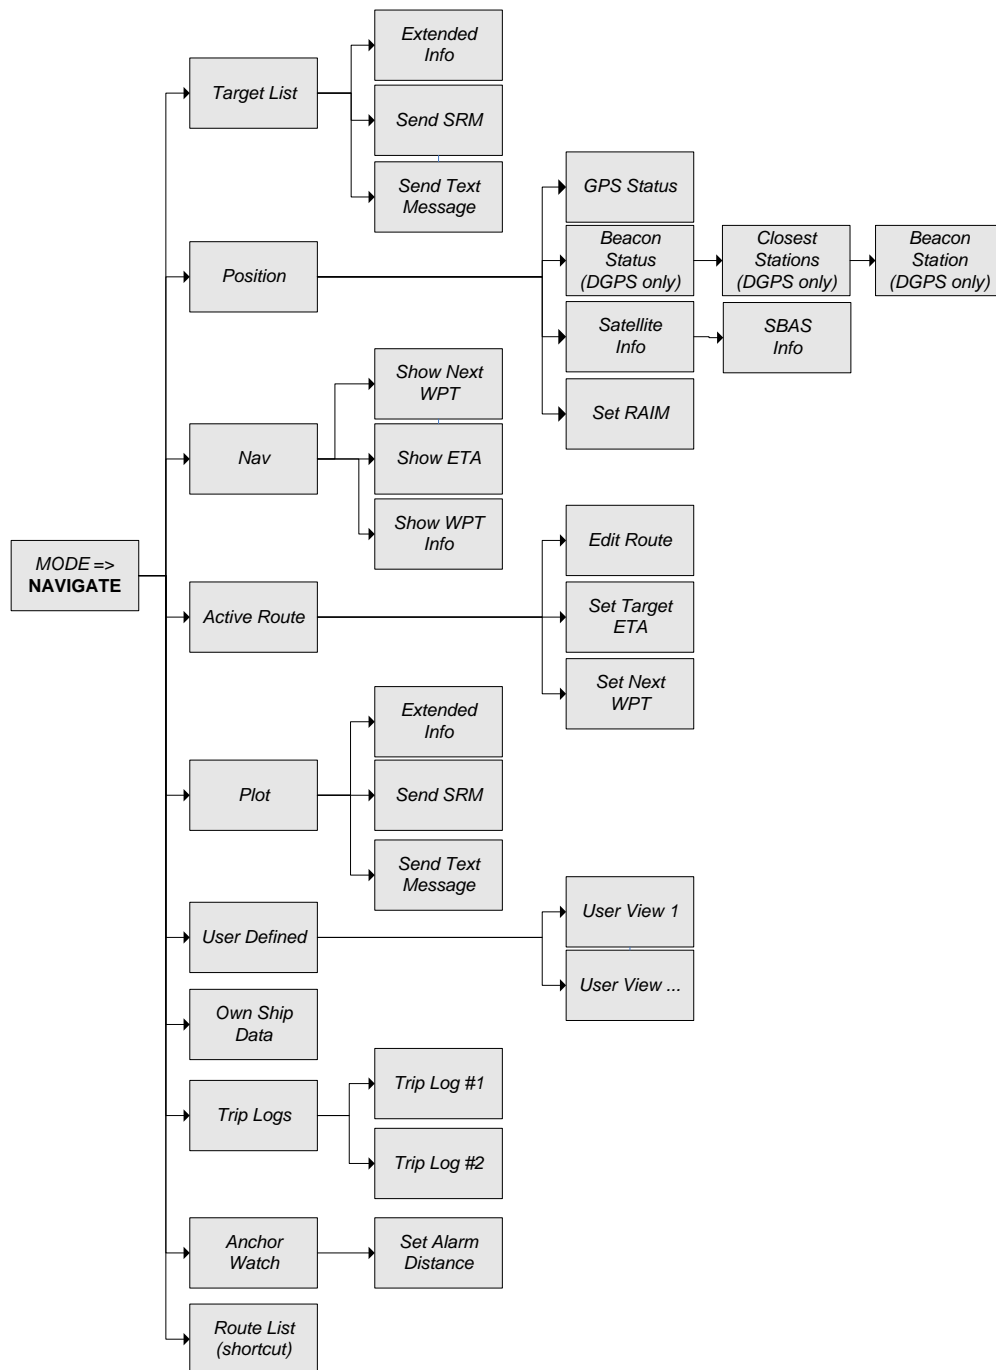 Extended
Info
Target List
Send SRM
Send Text
Message
GPS Status
Position
Beacon
Status
(DGPS only)
Closest
Stations
(DGPS only)
Beacon
Station
(DGPS only)
Satellite
Info
SBAS
Info
Set RAIM
Show Next
WPT
Nav
Show ETA
Show WPT
Info
MODE =>
NAVIGATE
Active Route
Edit Route
Set Target
ETA
Set Next
WPT
Extended
Info
Plot
Send SRM
Send Text
Message
User Defined
User View 1
User View ...
Own Ship
Data
Trip Logs
Trip Log #1
Trip Log #2
Anchor
Watch
Set Alarm
Distance
Route List
(shortcut)